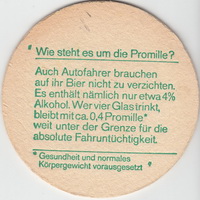 " Wie steht es um die Promille? "
Auch Autofahrer brauchen
auf ihr Bier nicht zu verzichten.
Es enthält nämlich nur etwa 4%
Alkohol. Wer vier Glas trinkt,
bleibt mit ca. 0,4 Promille*
weit unter der Grenze für die
absolute Fahruntüchtigkeit.
* Gesundheit und normales
Körpergewicht vorausgesetzt "